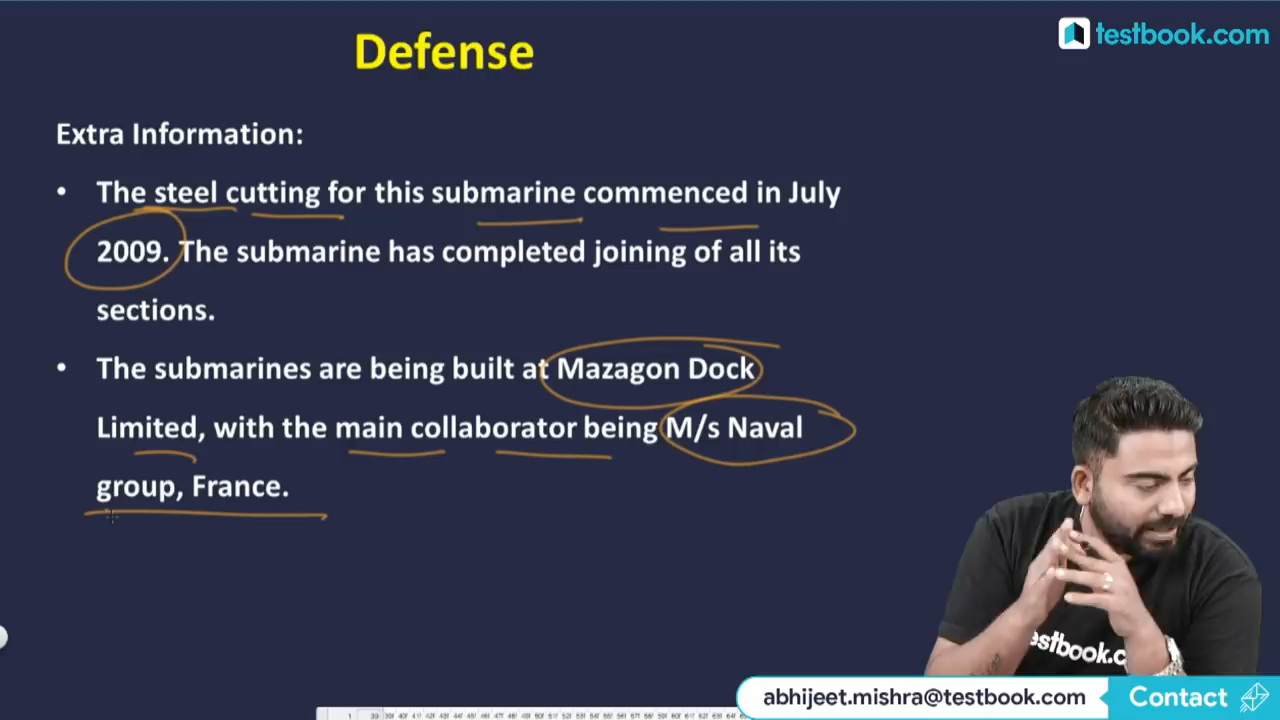 Defense
testbook.com
Extra Information:
• The steel cutting for this submarine commenced in July
2009. The submarine has completed joining of all its
sections.
• The submarines are being built at Mazagon Dock
Limited, with the main collaborator being M/s Naval
group, France.
estbook.c
abhijeet.mishra@testbook.com
Contact